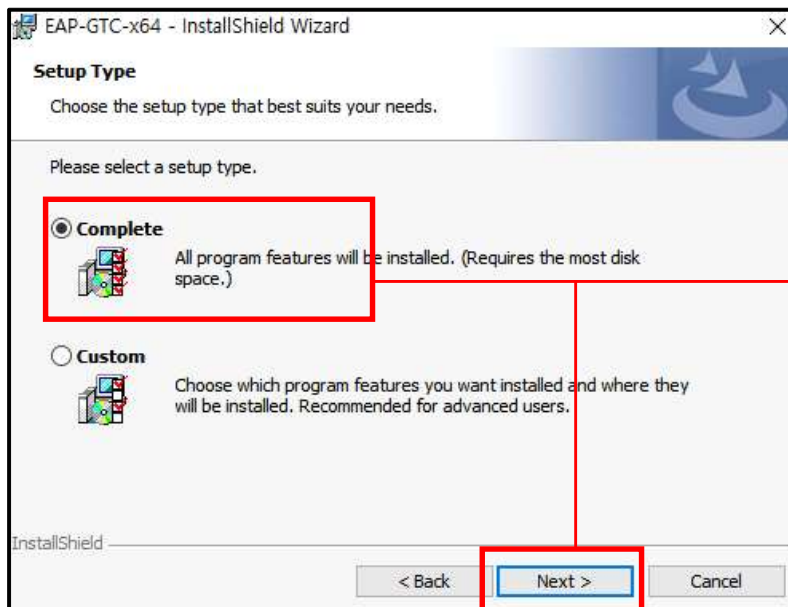 EAP-GTC-x64 - InstallShield Wizard
Setup Type
Choose the setup type that best suits your needs.
Please select a setup type.
Complete
All program features will be installed. (Requires the most disk
space.)
Custom
Choose which program features you want installed and where they
will be installed. Recommended for advanced users.
InstallShield
< Back
Next >
Cancel